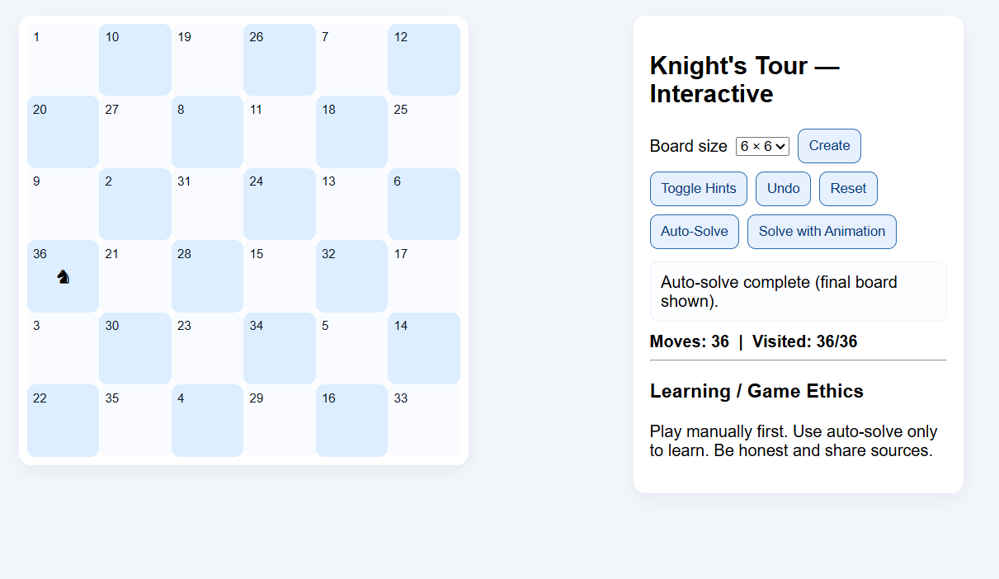 1 10 19 26 7 12
20 27 8 11 18 25
9 2 31 24 13 6
36 21 28 15 32 17
3 30 23 34 5 14
22 35 4 29 16 33
Knight's Tour —
Interactive
Board size 6 × 6 Create
Toggle Hints Undo Reset
Auto-Solve Solve with Animation
Auto-solve complete (final board
shown).
Moves: 36 | Visited: 36/36
Learning / Game Ethics
Play manually first. Use auto-solve only
to learn. Be honest and share sources.